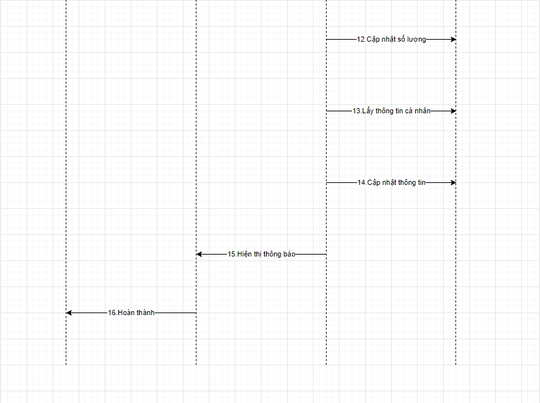 12.Cập nhật số lượng
13.Lấy thông tin cá nhân
14.Cập nhật thông tin
15.Hiện thị thông báo
16.Hoàn thành